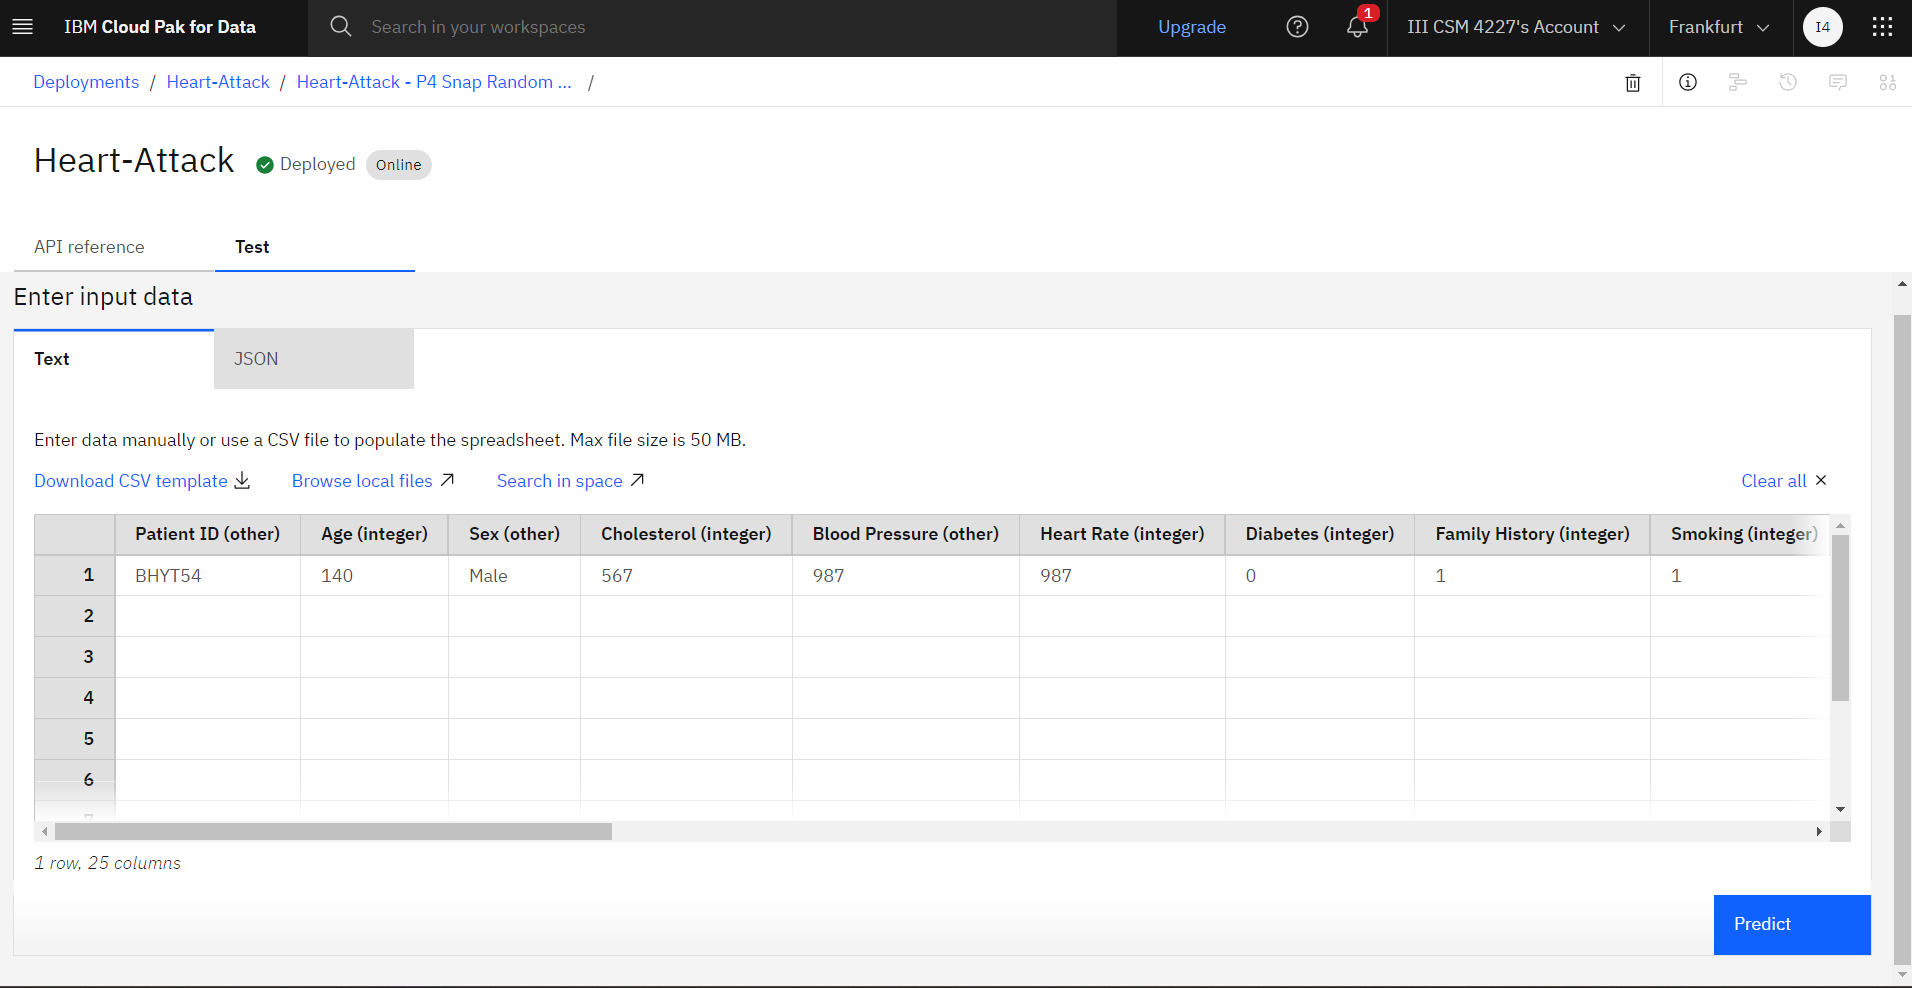 IBM Cloud Pak for Data
Search in your workspaces
Upgrade
1
III CSM 4227's Account
Frankfurt
I4
Deployments / Heart-Attack / Heart-Attack - P4 Snap Random ... /
Heart-Attack
Deployed
Online
API reference
Test
Enter input data
Text
JSON
Enter data manually or use a CSV file to populate the spreadsheet. Max file size is 50 MB.
Download CSV template
Browse local files
Search in space
Clear all
Patient ID (other) Age (integer) Sex (other) Cholesterol (integer) Blood Pressure (other) Heart Rate (integer) Diabetes (integer) Family History (integer) Smoking (integer)
1 BHYT54 140 Male 567 987 987 0 1 1
2
3
4
5
6
7
1 row, 25 columns
Predict